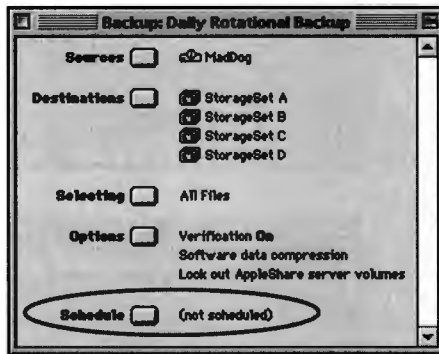 Backup: Daily Rotational Backup
Sources MadDog
Destinations StorageSet A
StorageSet B
StorageSet C
StorageSet D
Selecting All Files
Options Verification On
Software data compression
Lock out AppleShare server volumes
Schedule (not scheduled)